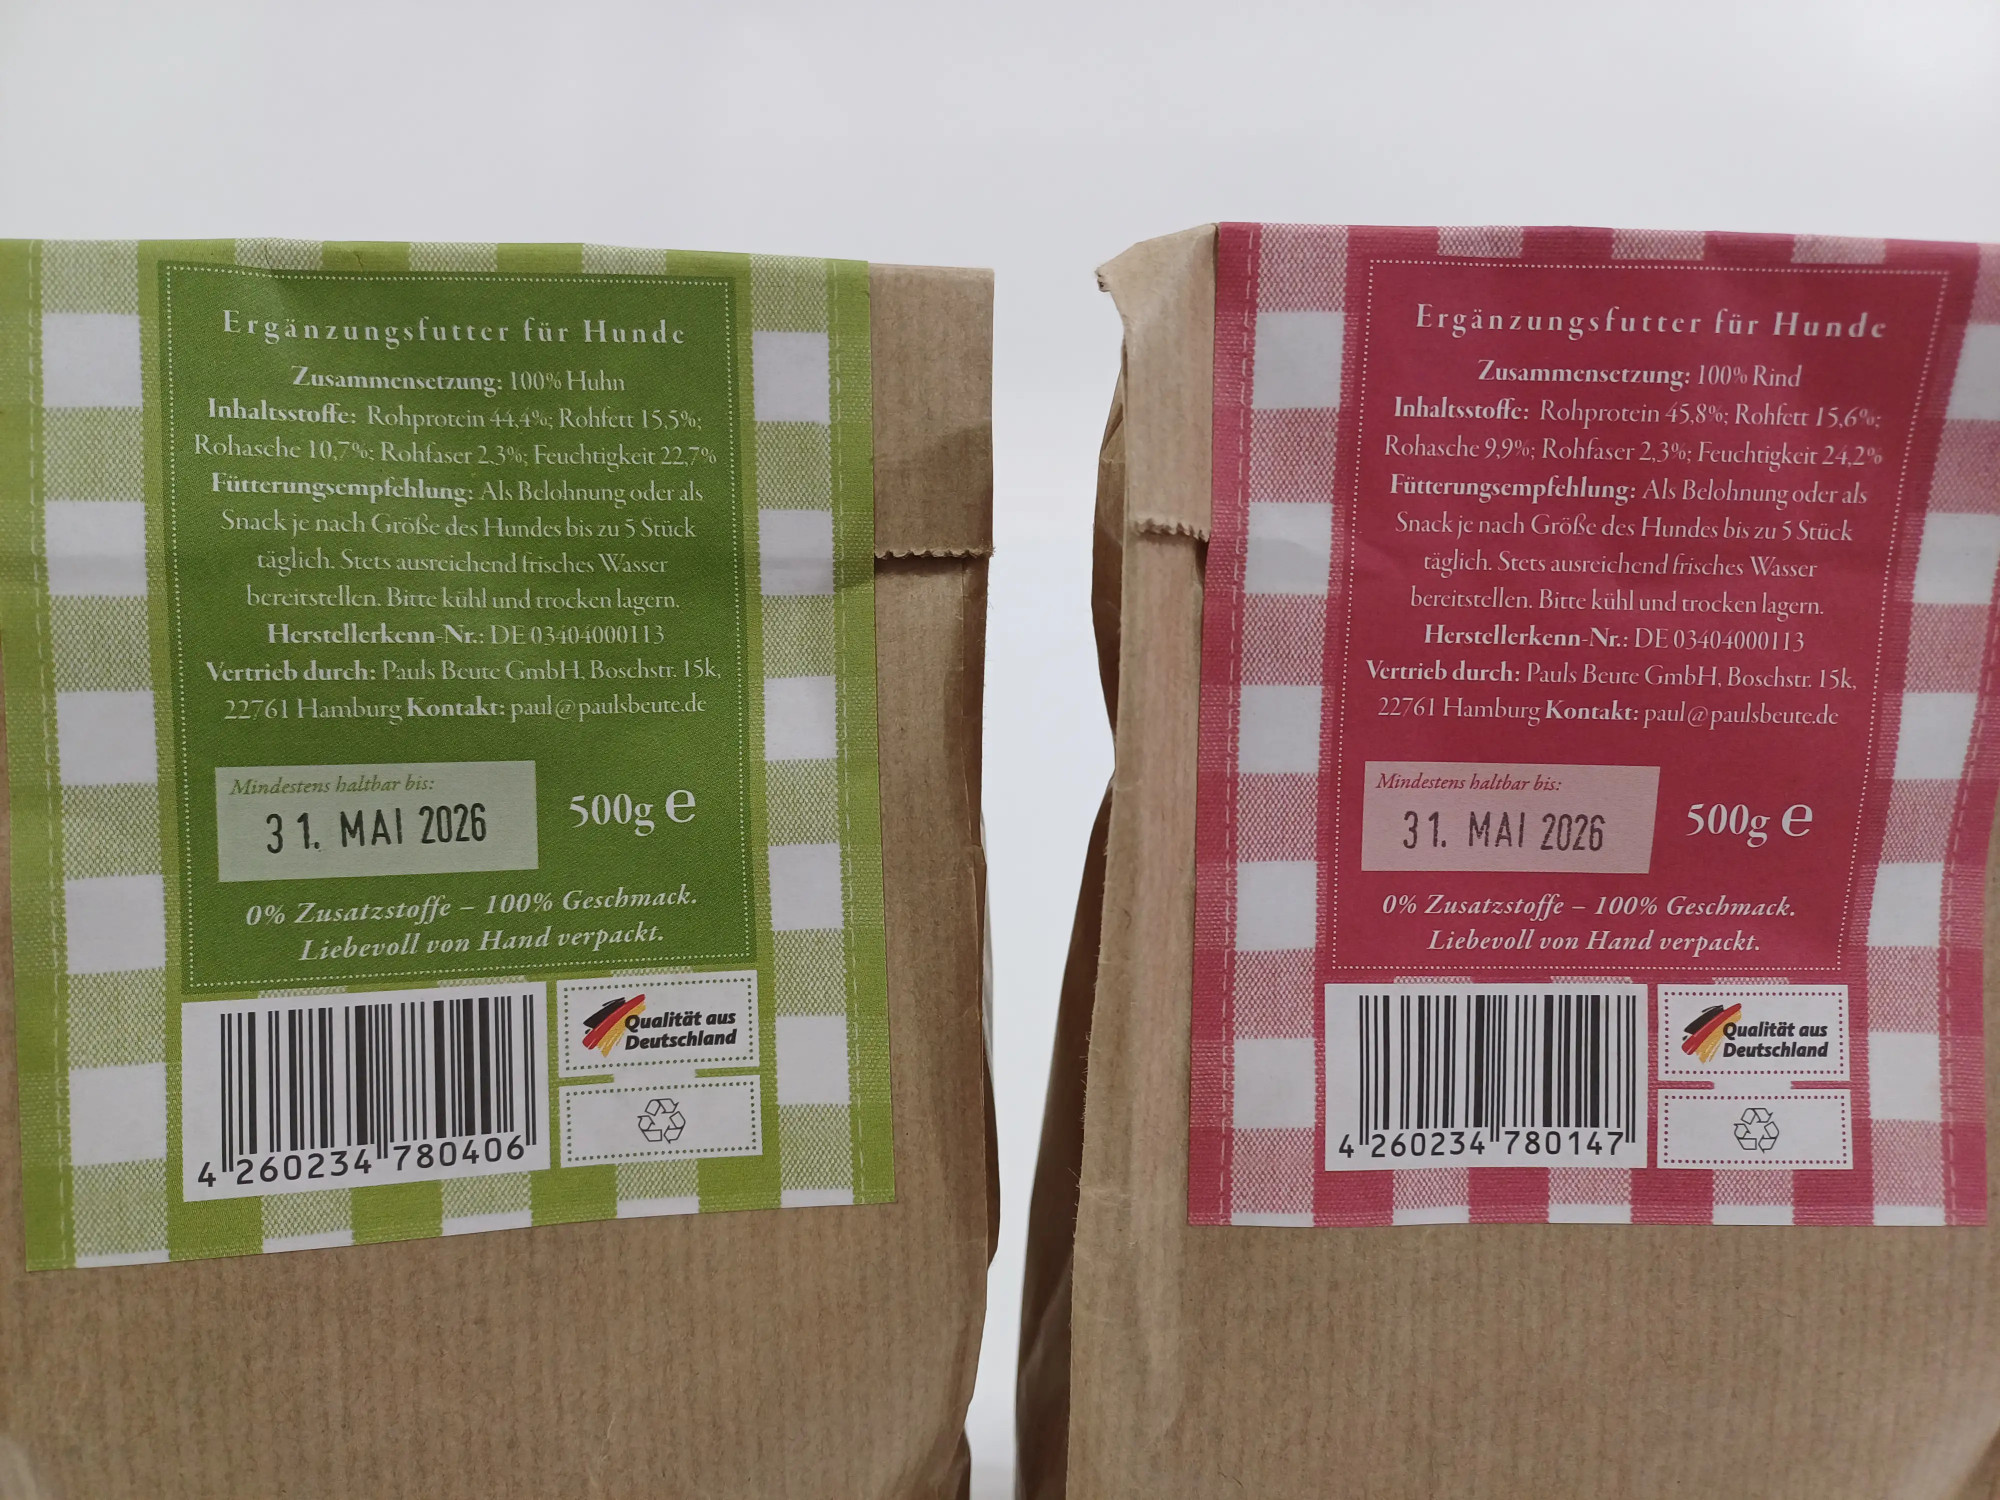 Ergänzungsfutter für Hunde
Zusammensetzung: 100% Huhn
Inhaltsstoffe: Rohprotein 44,4%; Rohfett 15,5%;
Rohasche 10,7%; Rohfaser 2,3%; Feuchtigkeit 22,7%
Fütterungsempfehlung: Als Belohnung oder als
Snack je nach Größe des Hundes bis zu 5 Stück
täglich. Stets ausreichend frisches Wasser
bereitstellen. Bitte kühl und trocken lagern.
Herstellerkenn-Nr.: DE 03404000113
Vertrieb durch: Pauls Beute GmbH, Boschstr. 15k,
22761 Hamburg Kontakt: paul@paulsbeute.de
Mindestens haltbar bis:
31. MAI 2026
500g ℮
0% Zusatzstoffe – 100% Geschmack.
Liebevoll von Hand verpackt.
Qualität aus
Deutschland
4 260234 780406
Ergänzungsfutter für Hunde
Zusammensetzung: 100% Rind
Inhaltsstoffe: Rohprotein 45,8%; Rohfett 15,6%;
Rohasche 9,9%; Rohfaser 2,3%; Feuchtigkeit 24,2%
Fütterungsempfehlung: Als Belohnung oder als
Snack je nach Größe des Hundes bis zu 5 Stück
täglich. Stets ausreichend frisches Wasser
bereitstellen. Bitte kühl und trocken lagern.
Herstellerkenn-Nr.: DE 03404000113
Vertrieb durch: Pauls Beute GmbH, Boschstr. 15k,
22761 Hamburg Kontakt: paul@paulsbeute.de
Mindestens haltbar bis:
31. MAI 2026
500g ℮
0% Zusatzstoffe – 100% Geschmack.
Liebevoll von Hand verpackt.
Qualität aus
Deutschland
4 260234 780147